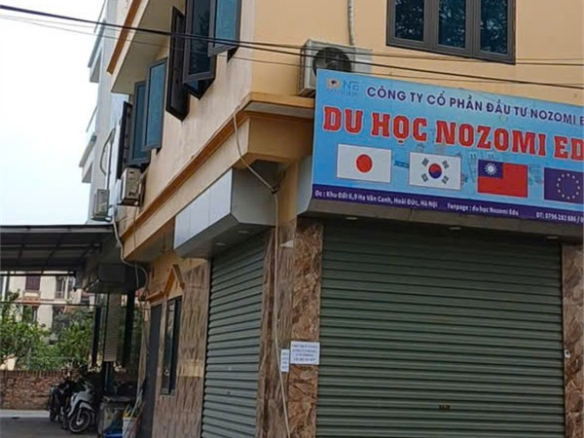 CÔNG TY CỔ PHẦN ĐẦU TƯ NOZOMI E
DU HỌC NOZOMI ED
Đc : Khu Đất 6,9 Hạ Vân Canh, Hoài Đức, Hà Nội
Fanpage : du học Nozomi Edu
ĐT: 0796 282 886 /